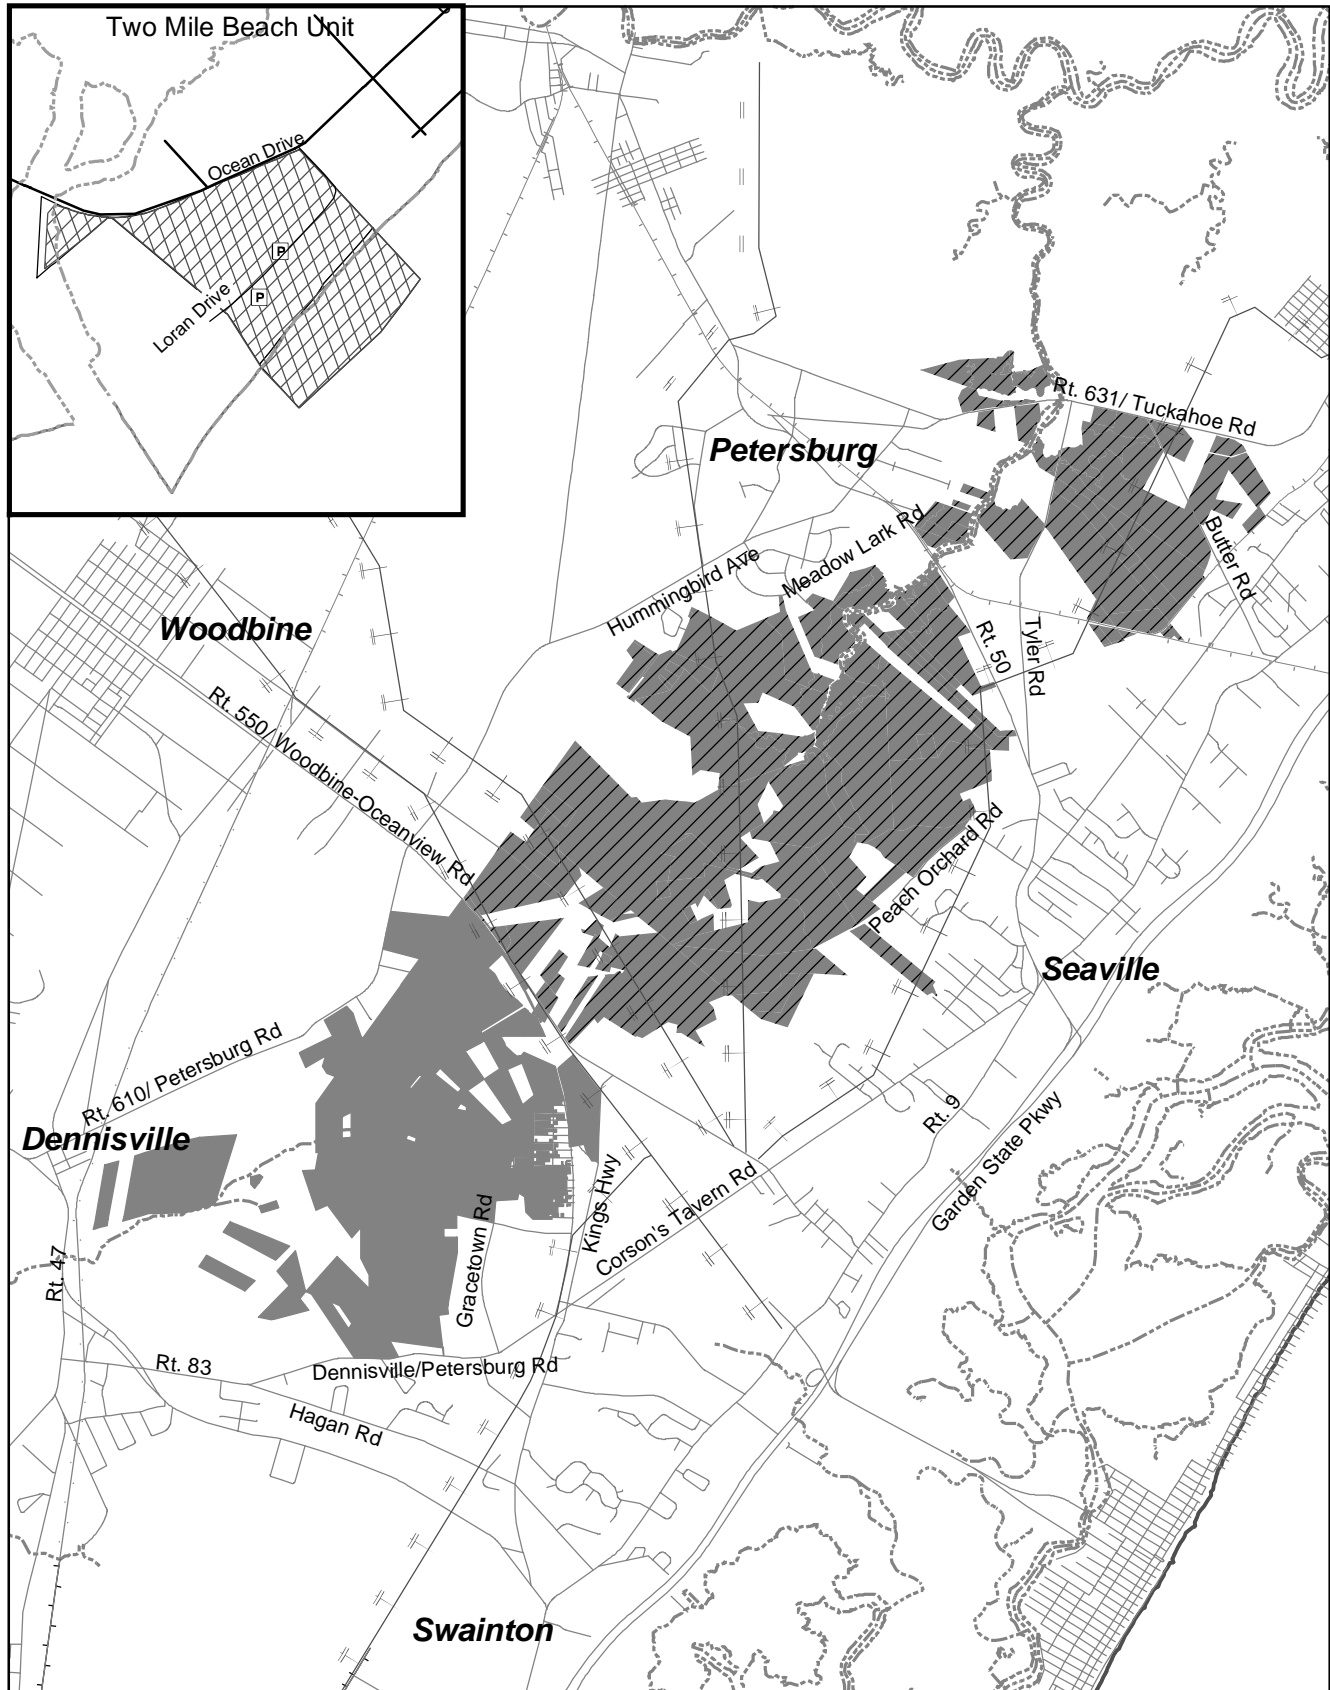 Two Mile Beach Unit
Ocean Drive
P
P
Loran Drive
Rt. 631/ Tuckahoe Rd
Petersburg
Meadow Lark Rd
Hummingbird Ave
Butter Rd
Woodbine
Rt. 50
Tyler Rd
Rt. 550/ Woodbine-Oceanview Rd
Peach Orchard Rd
Seaville
Rt. 610/ Petersburg Rd
Dennisville
Rt. 9
Garden State Pkwy
Kings Hwy
Corson's Tavern Rd
Gracetown Rd
Rt. 47
Rt. 83
Dennisville/Petersburg Rd
Hagan Rd
Swainton